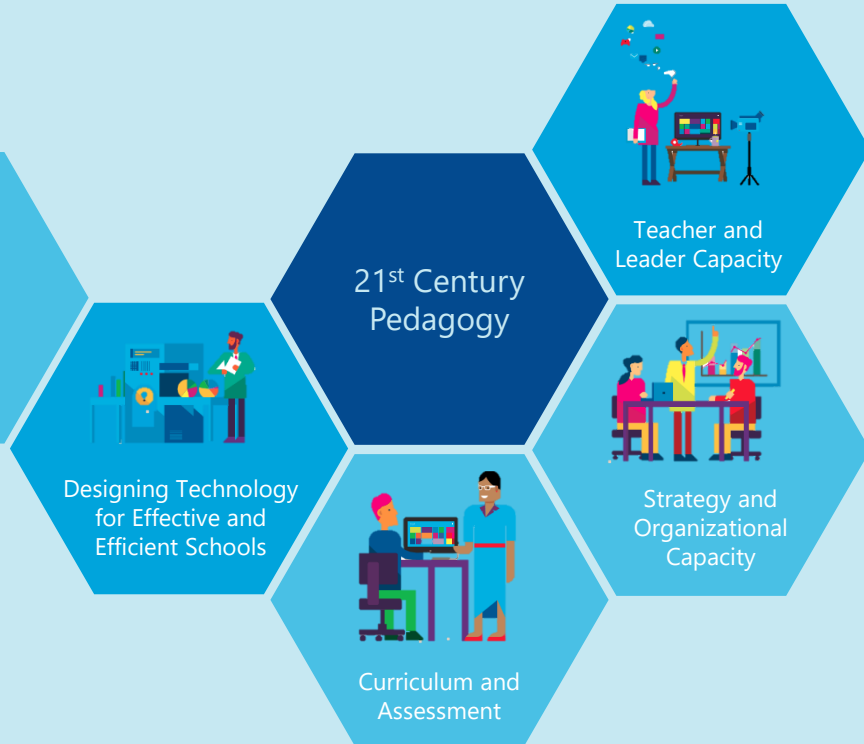 Teacher and
Leader Capacity
21st Century
Pedagogy
Designing Technology
for Effective and
Efficient Schools
Strategy and
Organizational
Capacity
Curriculum and
Assessment